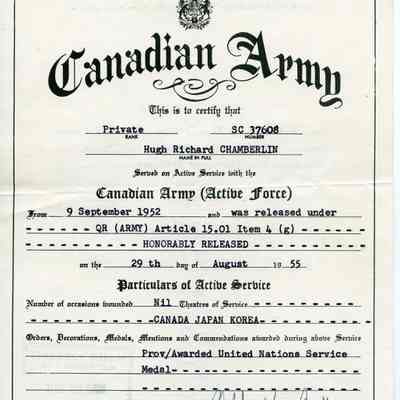 Canadian Army
This is to certify that
Private SC 17608
RANK NUMBER
Hugh Richard CHAMBERLIN
NAME IN FULL
Served on Active Service with the
Canadian Army (Active Force)
From 9 September 1952 and was released under
- - - - - - QR (ARMY) Article 15.01 Item 4 (g) - - - - - -
- - - - - - - - HONORABLY RELEASED - - - - - - - - - - -
on the 29 th day of August 19 55
Particulars of Active Service
Number of occasions wounded Nil Theatres of Service - - - - - - - - -
- - - - - - - - - - -CANADA JAPAN KOREA- - - - - - - - - - -
Orders, Decorations, Medals, Mentions and Commendations awarded during above Service
Prov/Awarded United Nations Service
Medal- - - - - - - - - - - - - - - -